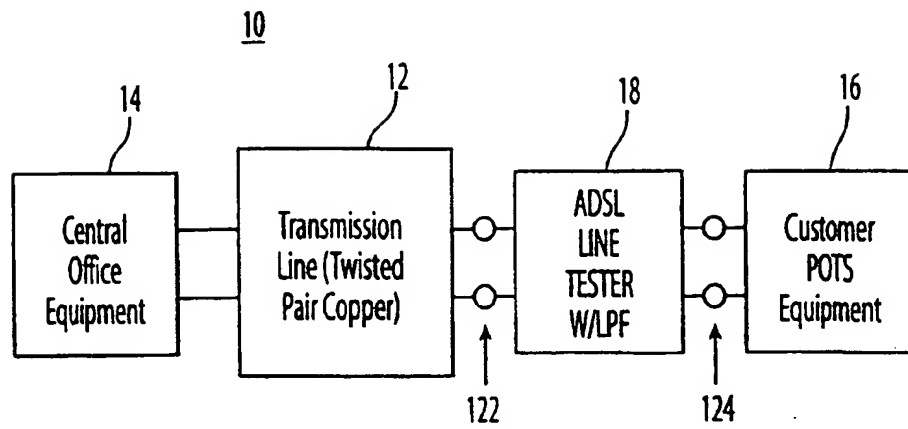 10
14
12
18
16
Central
Office
Equipment
Transmission
Line (Twisted
Pair Copper)
ADSL
LINE
TESTER
W/LPF
Customer
POTS
Equipment
122
124